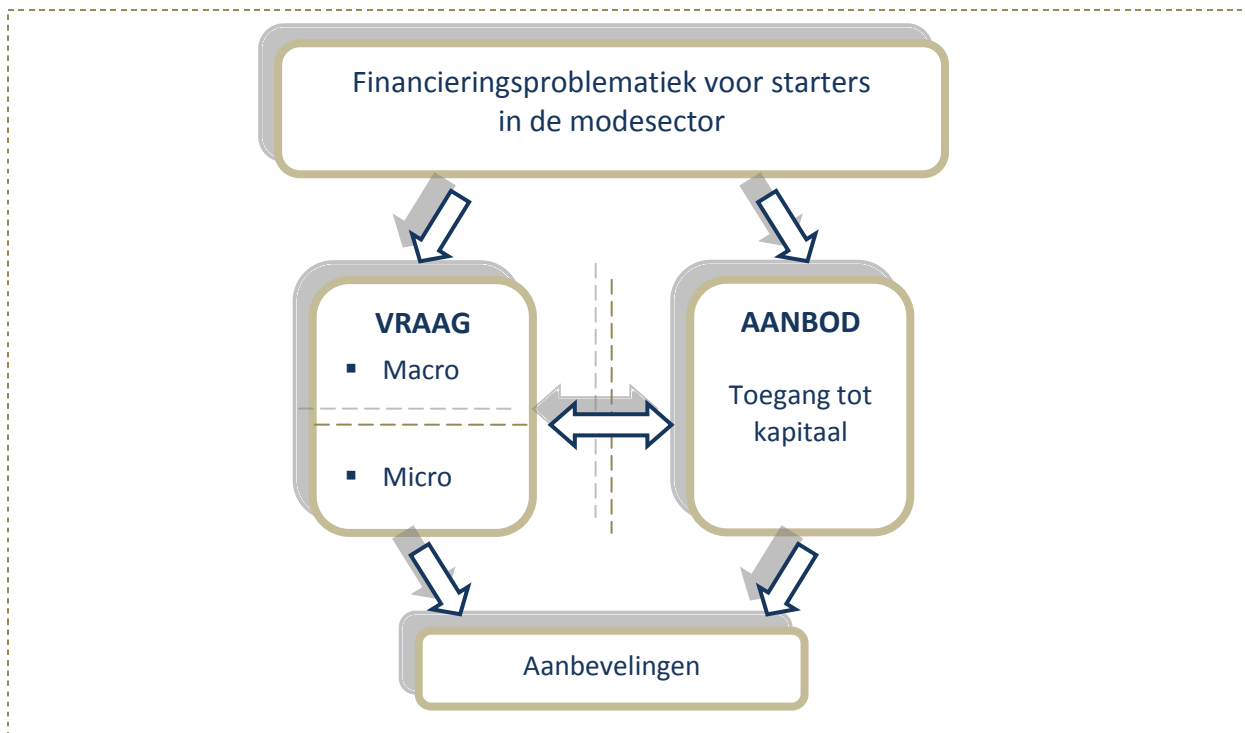 Financieringsproblematiek voor starters
in de modesector
VRAAG
▪ Macro
▪ Micro
AANBOD
Toegang tot
kapitaal
Aanbevelingen